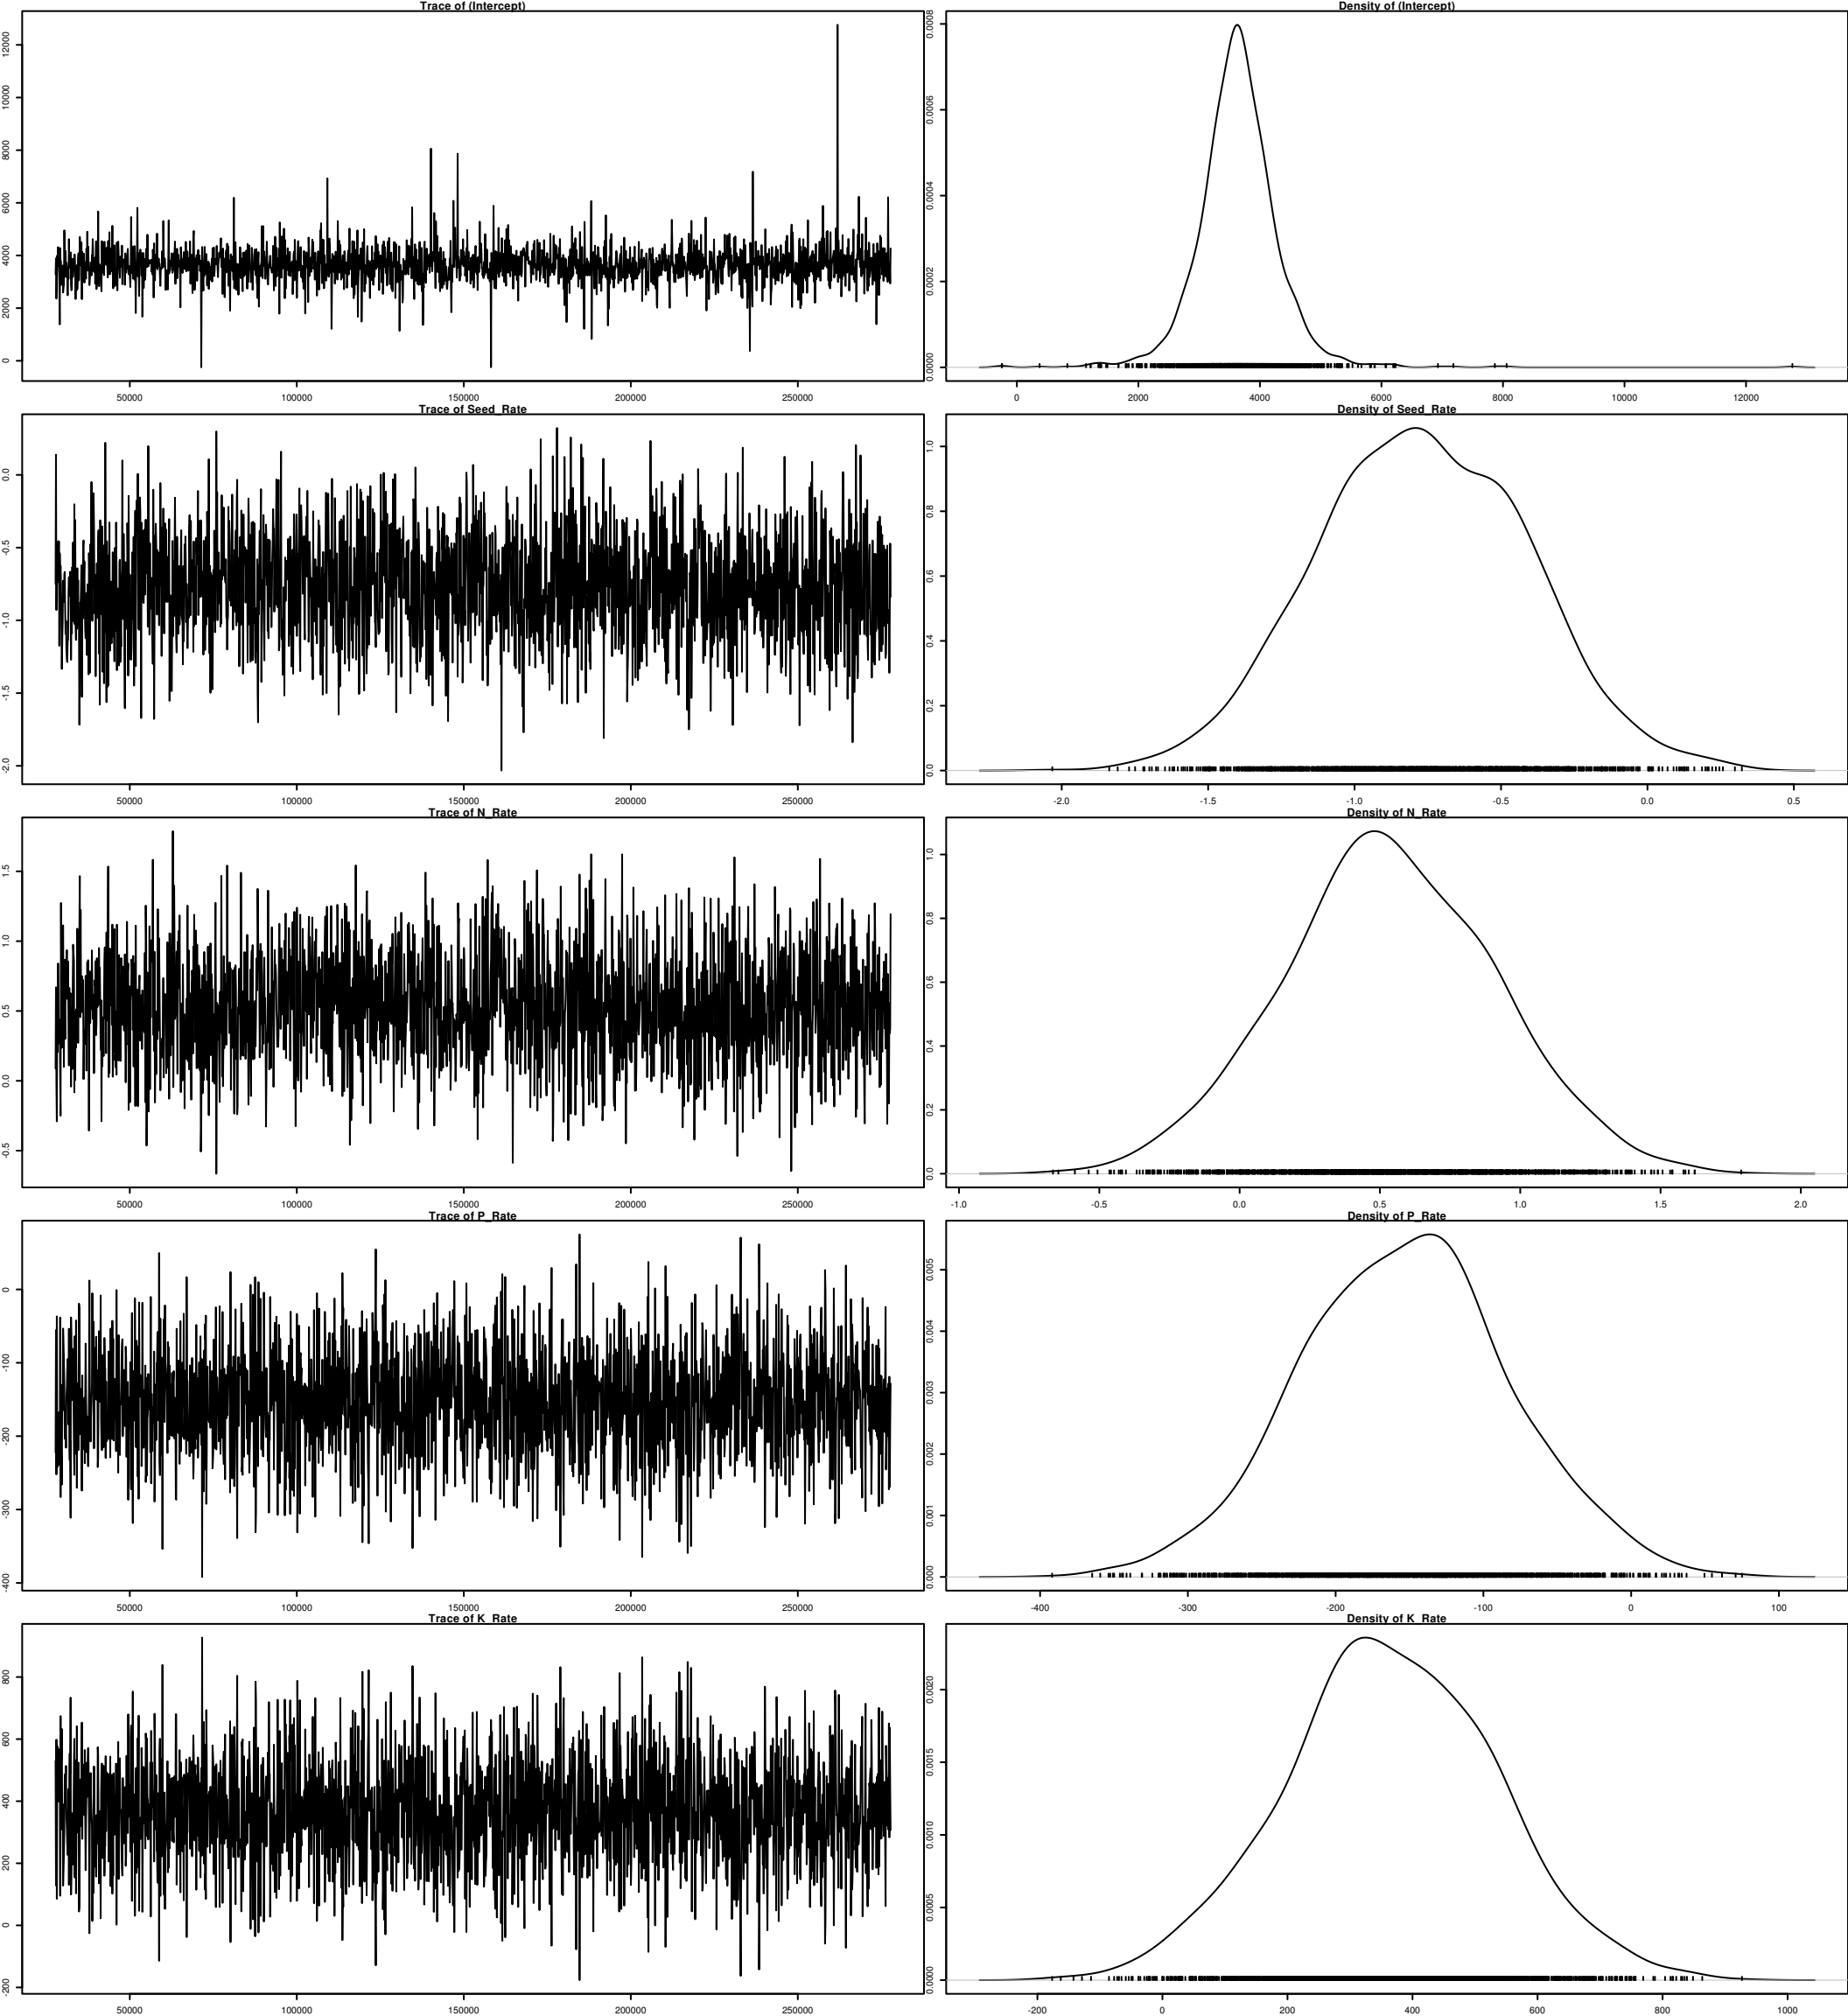 Trace of (Intercept)
0 2000 4000 6000 8000 10000 12000
50000 100000 150000 200000 250000
Density of (Intercept)
0.0000 0.0002 0.0004 0.0006 0.0008
0 2000 4000 6000 8000 10000 12000
Trace of Seed_Rate
-2.0 -1.5 -1.0 -0.5 0.0
50000 100000 150000 200000 250000
Density of Seed_Rate
0.0 0.2 0.4 0.6 0.8 1.0
-2.0 -1.5 -1.0 -0.5 0.0 0.5
Trace of N_Rate
-0.5 0.0 0.5 1.0 1.5
50000 100000 150000 200000 250000
Density of N_Rate
0.0 0.2 0.4 0.6 0.8 1.0
-1.0 -0.5 0.0 0.5 1.0 1.5 2.0
Trace of P_Rate
-400 -300 -200 -100 0
50000 100000 150000 200000 250000
Density of P_Rate
0.000 0.001 0.002 0.003 0.004 0.005
-400 -300 -200 -100 0 100
Trace of K_Rate
-200 0 200 400 600 800
50000 100000 150000 200000 250000
Density of K_Rate
0.0000 0.0005 0.0010 0.0015 0.0020
-200 0 200 400 600 800 1000